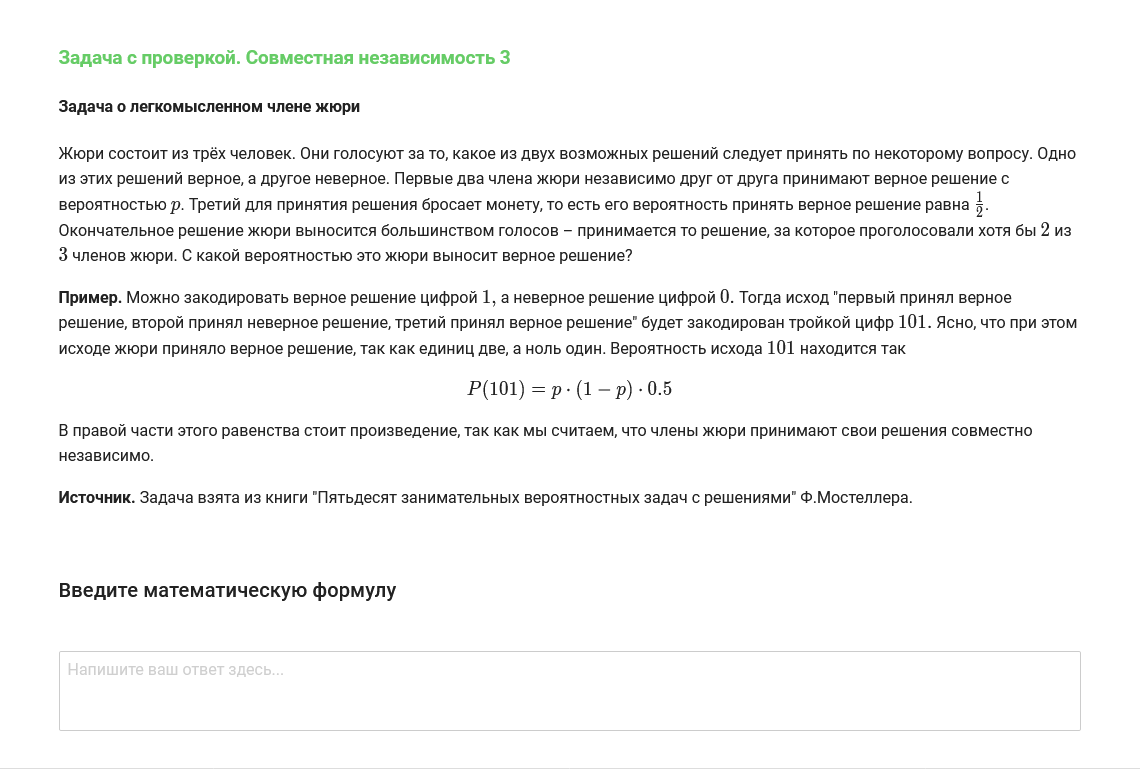 Задача с проверкой. Совместная независимость 3
Задача о легкомысленном члене жюри
Жюри состоит из трёх человек. Они голосуют за то, какое из двух возможных решений следует принять по некоторому вопросу. Одно
из этих решений верное, а другое неверное. Первые два члена жюри независимо друг от друга принимают верное решение с
вероятностью p. Третий для принятия решения бросает монету, то есть его вероятность принять верное решение равна 1/2.
Окончательное решение жюри выносится большинством голосов – принимается то решение, за которое проголосовали хотя бы 2 из
3 членов жюри. С какой вероятностью это жюри выносит верное решение?
Пример. Можно закодировать верное решение цифрой 1, а неверное решение цифрой 0. Тогда исход "первый принял верное
решение, второй принял неверное решение, третий принял верное решение" будет закодирован тройкой цифр 101. Ясно, что при этом
исходе жюри приняло верное решение, так как единиц две, а ноль один. Вероятность исхода 101 находится так
P(101) = p · (1 − p) · 0.5
В правой части этого равенства стоит произведение, так как мы считаем, что члены жюри принимают свои решения совместно
независимо.
Источник. Задача взята из книги "Пятьдесят занимательных вероятностных задач с решениями" Ф.Мостеллера.
Введите математическую формулу
Напишите ваш ответ здесь...